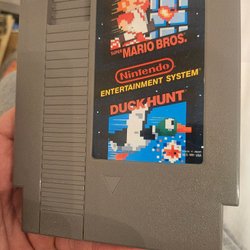 SUPER MARIO BROS.
Nintendo
ENTERTAINMENT SYSTEM
DUCK HUNT